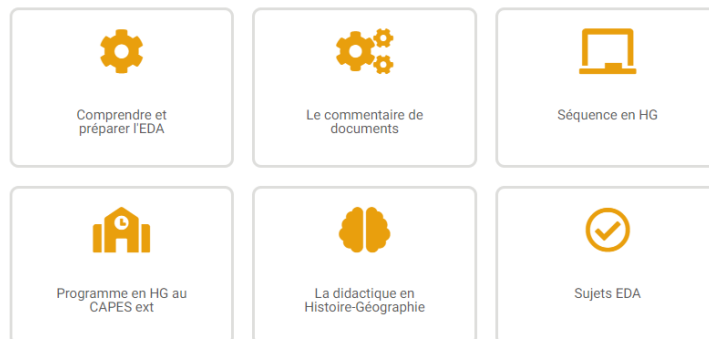 Comprendre et
préparer l'EDA
Le commentaire de
documents
Séquence en HG
Programme en HG au
CAPES ext
La didactique en
Histoire-Géographie
Sujets EDA